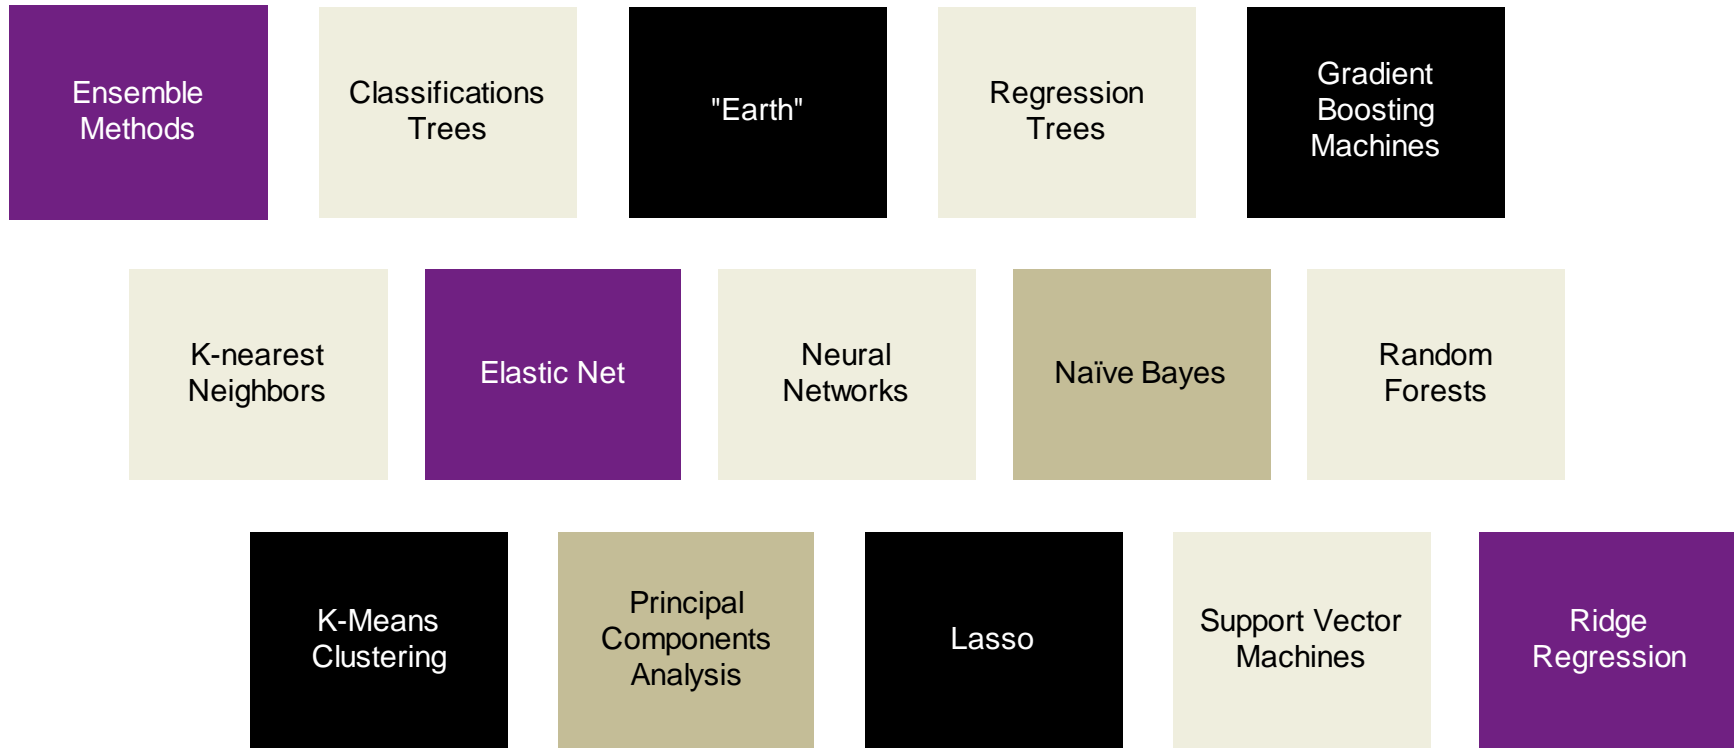 Ensemble
Methods
Classifications
Trees
"Earth"
Regression
Trees
Gradient
Boosting
Machines
K-nearest
Neighbors
Elastic Net
Neural
Networks
Naïve Bayes
Random
Forests
K-Means
Clustering
Principal
Components
Analysis
Lasso
Support Vector
Machines
Ridge
Regression